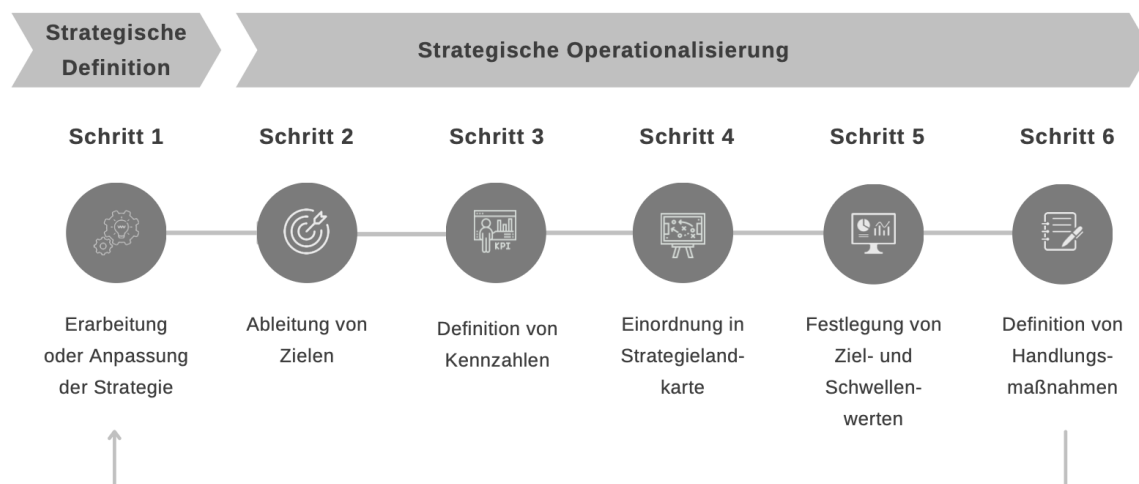 Strategische
Definition
Strategische Operationalisierung
Schritt 1
Schritt 2
Schritt 3
Schritt 4
Schritt 5
Schritt 6
KPI
Erarbeitung
oder Anpassung
der Strategie
Ableitung von
Zielen
Definition von
Kennzahlen
Einordnung in
Strategieland-
karte
Festlegung von
Ziel- und
Schwellen-
werten
Definition von
Handlungs-
maßnahmen